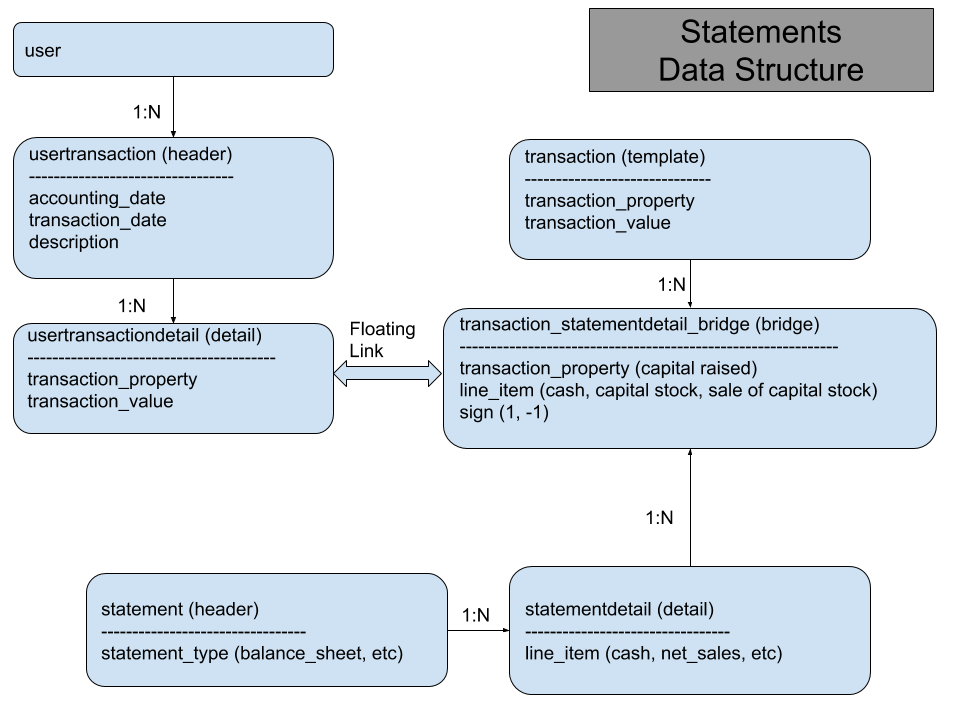 Statements
Data Structure
user
1:N
usertransaction (header)
---------------------------------
accounting_date
transaction_date
description
1:N
usertransactiondetail (detail)
----------------------------------------
transaction_property
transaction_value
Floating
Link
transaction (template)
------------------------------
transaction_property
transaction_value
1:N
transaction_statementdetail_bridge (bridge)
-------------------------------------------------------------
transaction_property (capital raised)
line_item (cash, capital stock, sale of capital stock)
sign (1, -1)
1:N
statement (header)
---------------------------------
statement_type (balance_sheet, etc)
1:N
statementdetail (detail)
---------------------------------
line_item (cash, net_sales, etc)